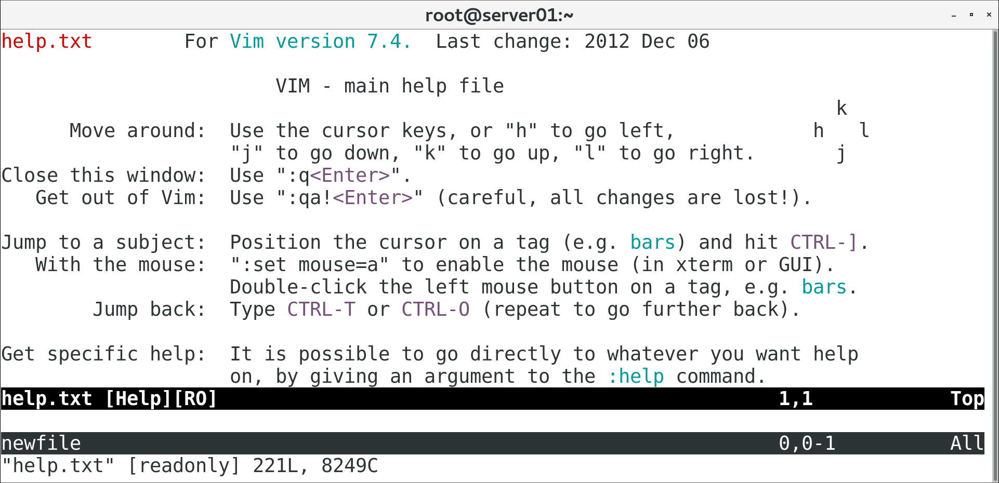 root@server01:~
help.txt        For Vim version 7.4.  Last change: 2012 Dec 06
VIM - main help file
k
Move around:  Use the cursor keys, or "h" to go left,            h   l
"j" to go down, "k" to go up, "l" to go right.       j
Close this window:  Use ":q<Enter>".
Get out of Vim:  Use ":qa!<Enter>" (careful, all changes are lost!).
Jump to a subject:  Position the cursor on a tag (e.g. bars) and hit CTRL-].
With the mouse:  ":set mouse=a" to enable the mouse (in xterm or GUI).
Double-click the left mouse button on a tag, e.g. bars.
Jump back:  Type CTRL-T or CTRL-O (repeat to go further back).
Get specific help:  It is possible to go directly to whatever you want help
on, by giving an argument to the :help command.
help.txt [Help][RO]                                                 1,1            Top
newfile                                                             0,0-1          All
"help.txt" [readonly] 221L, 8249C